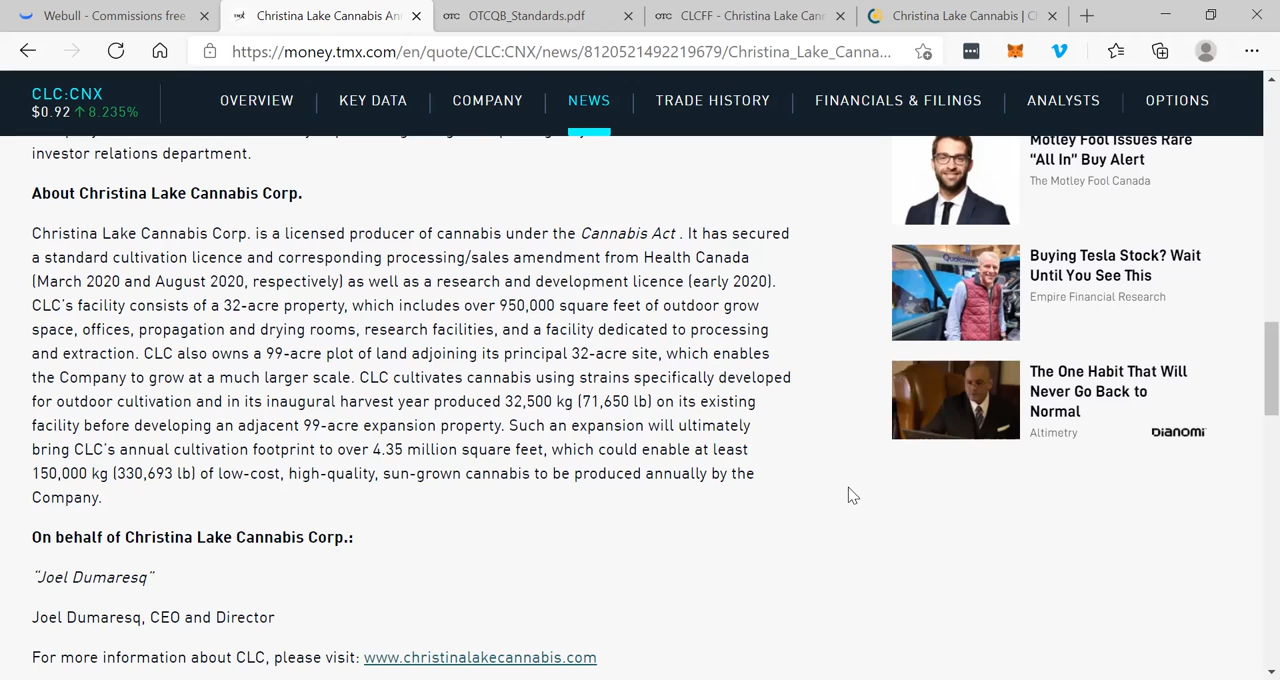 Webull - Commissions free
Christina Lake Cannabis An
OTCQB_Standards.pdf
CLCFF - Christina Lake Cann
Christina Lake Cannabis | Cl
https://money.tmx.com/en/quote/CLC:CNX/news/8120521492219679/Christina_Lake_Canna...
CLC:CNX
$0.92 ↑ 8.235%
OVERVIEW
KEY DATA
COMPANY
NEWS
TRADE HISTORY
FINANCIALS & FILINGS
ANALYSTS
OPTIONS
investor relations department.
About Christina Lake Cannabis Corp.
Christina Lake Cannabis Corp. is a licensed producer of cannabis under the Cannabis Act . It has secured
a standard cultivation licence and corresponding processing/sales amendment from Health Canada
(March 2020 and August 2020, respectively) as well as a research and development licence (early 2020).
CLC's facility consists of a 32-acre property, which includes over 950,000 square feet of outdoor grow
space, offices, propagation and drying rooms, research facilities, and a facility dedicated to processing
and extraction. CLC also owns a 99-acre plot of land adjoining its principal 32-acre site, which enables
the Company to grow at a much larger scale. CLC cultivates cannabis using strains specifically developed
for outdoor cultivation and in its inaugural harvest year produced 32,500 kg (71,650 lb) on its existing
facility before developing an adjacent 99-acre expansion property. Such an expansion will ultimately
bring CLC's annual cultivation footprint to over 4.35 million square feet, which could enable at least
150,000 kg (330,693 lb) of low-cost, high-quality, sun-grown cannabis to be produced annually by the
Company.
On behalf of Christina Lake Cannabis Corp.:
"Joel Dumaresq"
Joel Dumaresq, CEO and Director
For more information about CLC, please visit: www.christinalakecannabis.com
Motley Fool Issues Rare
"All In" Buy Alert
The Motley Fool Canada
Buying Tesla Stock? Wait
Until You See This
Empire Financial Research
The One Habit That Will
Never Go Back to
Normal
Altimetry
bianomi